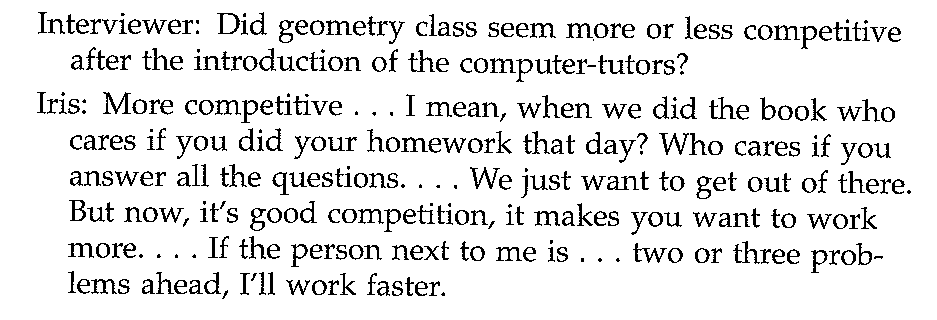 Interviewer: Did geometry class seem more or less competitive
after the introduction of the computer-tutors?
Iris: More competitive . . . I mean, when we did the book who
cares if you did your homework that day? Who cares if you
answer all the questions. . . . We just want to get out of there.
But now, it's good competition, it makes you want to work
more. . . . If the person next to me is . . . two or three prob-
lems ahead, I'll work faster.